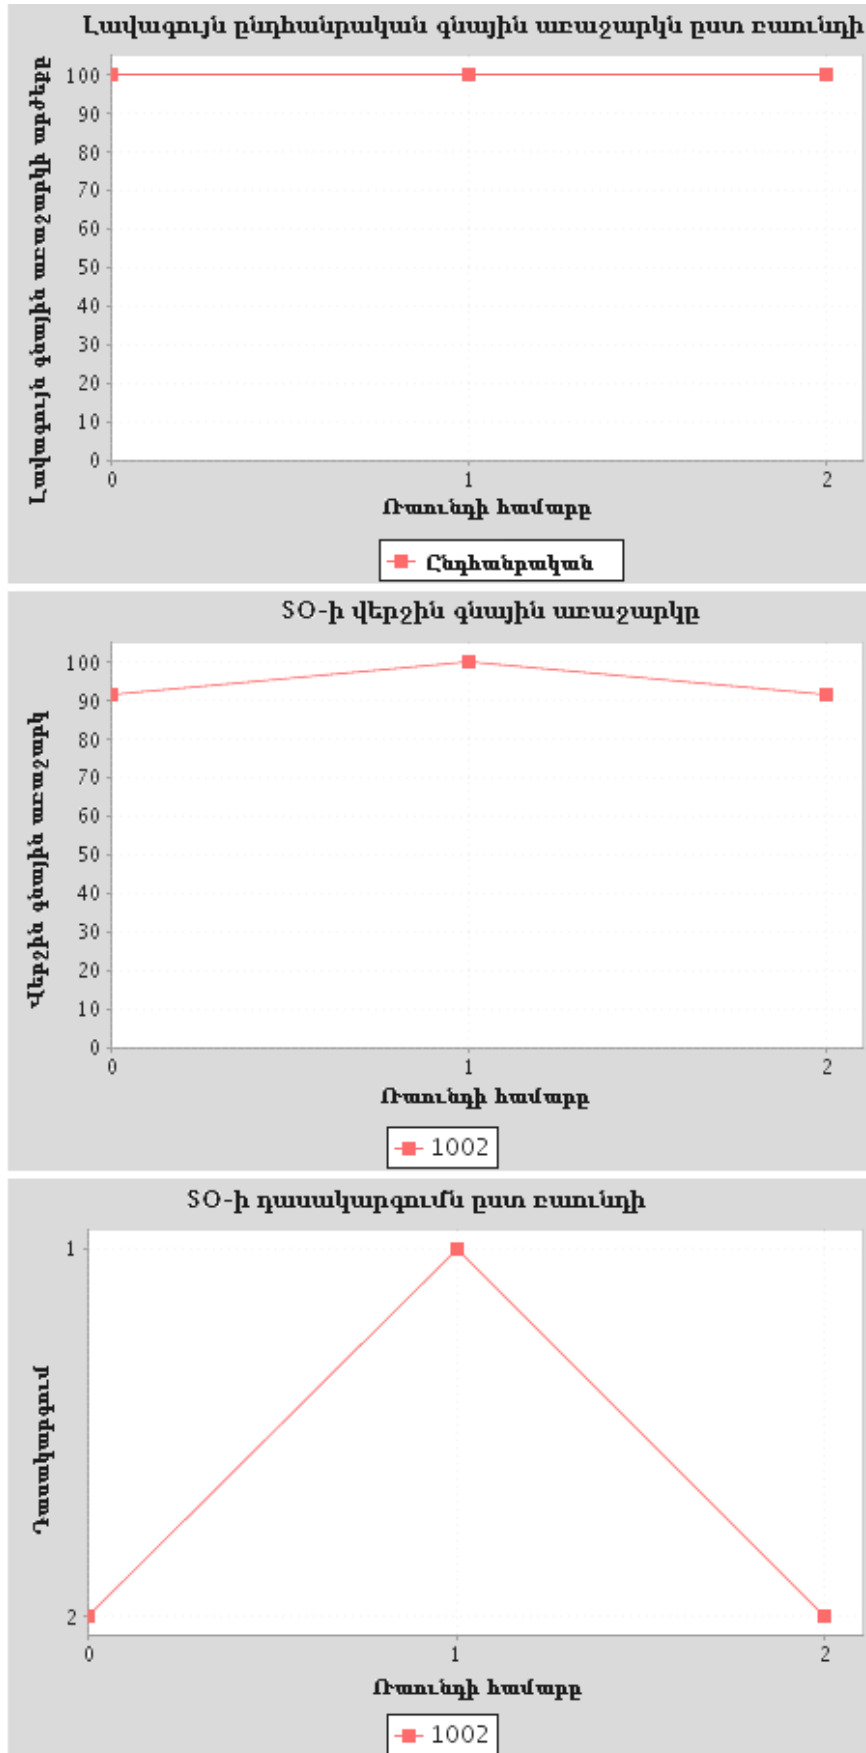 Լավագույն ընդհանրական գնային առաջարկն ըստ ռաունդի
Լավագույն գնային առաջարկի արժեքը
100
90
80
70
60
50
40
30
20
10
0
0 1 2
Ռաունդի համարը
Ընդհանրական
SO-ի վերջին գնային առաջարկը
Վերջին գնային առաջարկ
100
90
80
70
60
50
40
30
20
10
0
0 1 2
Ռաունդի համարը
1002
SO-ի դասակարգումն ըստ ռաունդի
Դասակարգում
1
2
0 1 2
Ռաունդի համարը
1002